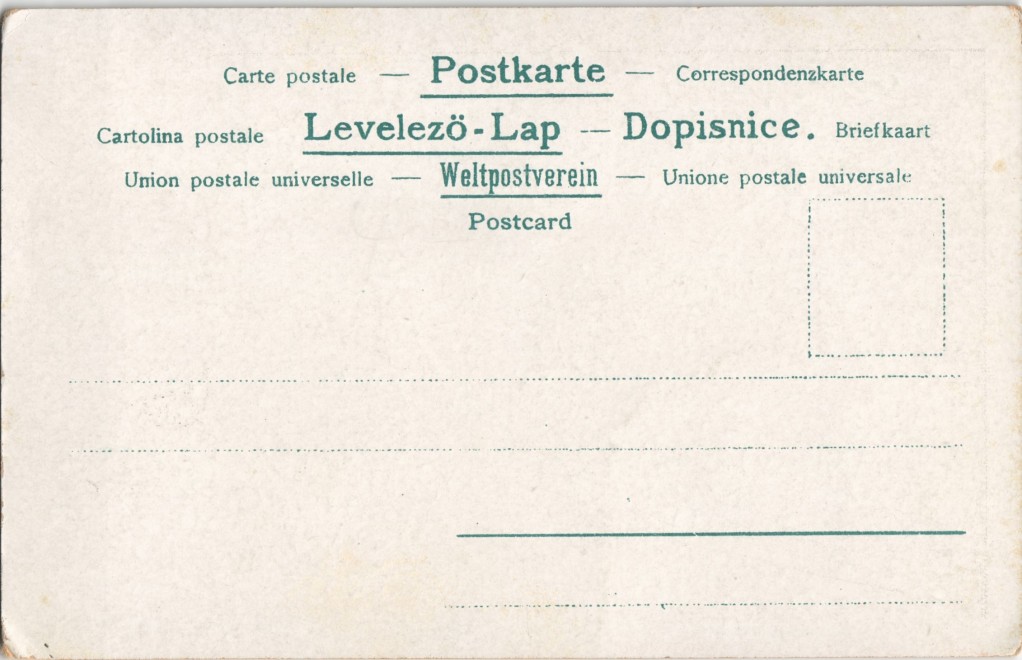 Carte postale — Postkarte — Correspondenzkarte
Cartolina postale Levelezö-Lap — Dopisnice. Briefkaart
Union postale universelle — Weltpostverein — Unione postale universale
Postcard